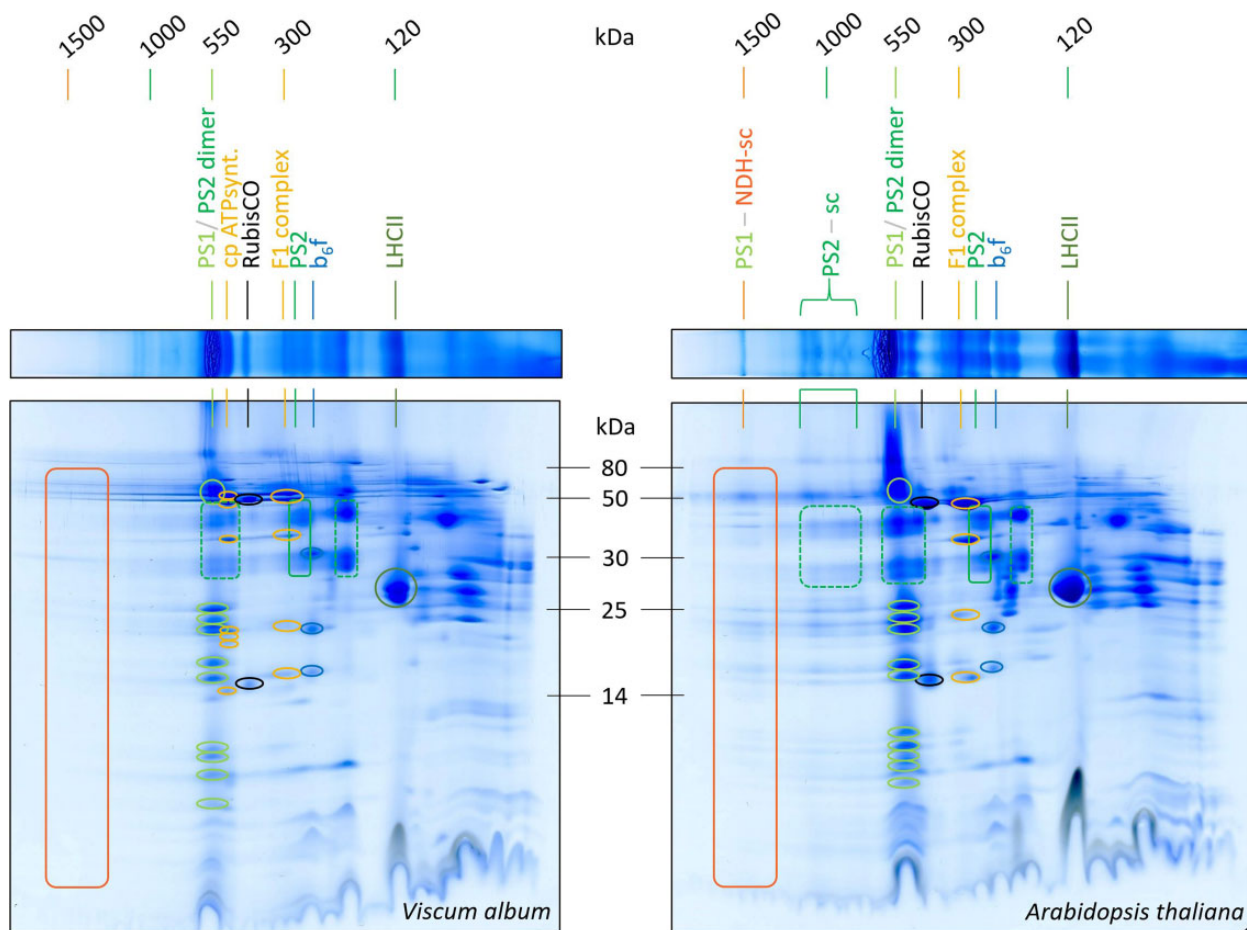 1500
1000
550
300
120
kDa
1500
1000
550
300
120
PS1/ PS2 dimer
cp ATPsynt.
RubisCO
F1 complex
PS2
b₆f
LHCII
PS1 – NDH-sc
PS2 – sc
PS1/ PS2 dimer
RubisCO
F1 complex
PS2
b₆f
LHCII
kDa
80
50
30
25
14
Viscum album
Arabidopsis thaliana